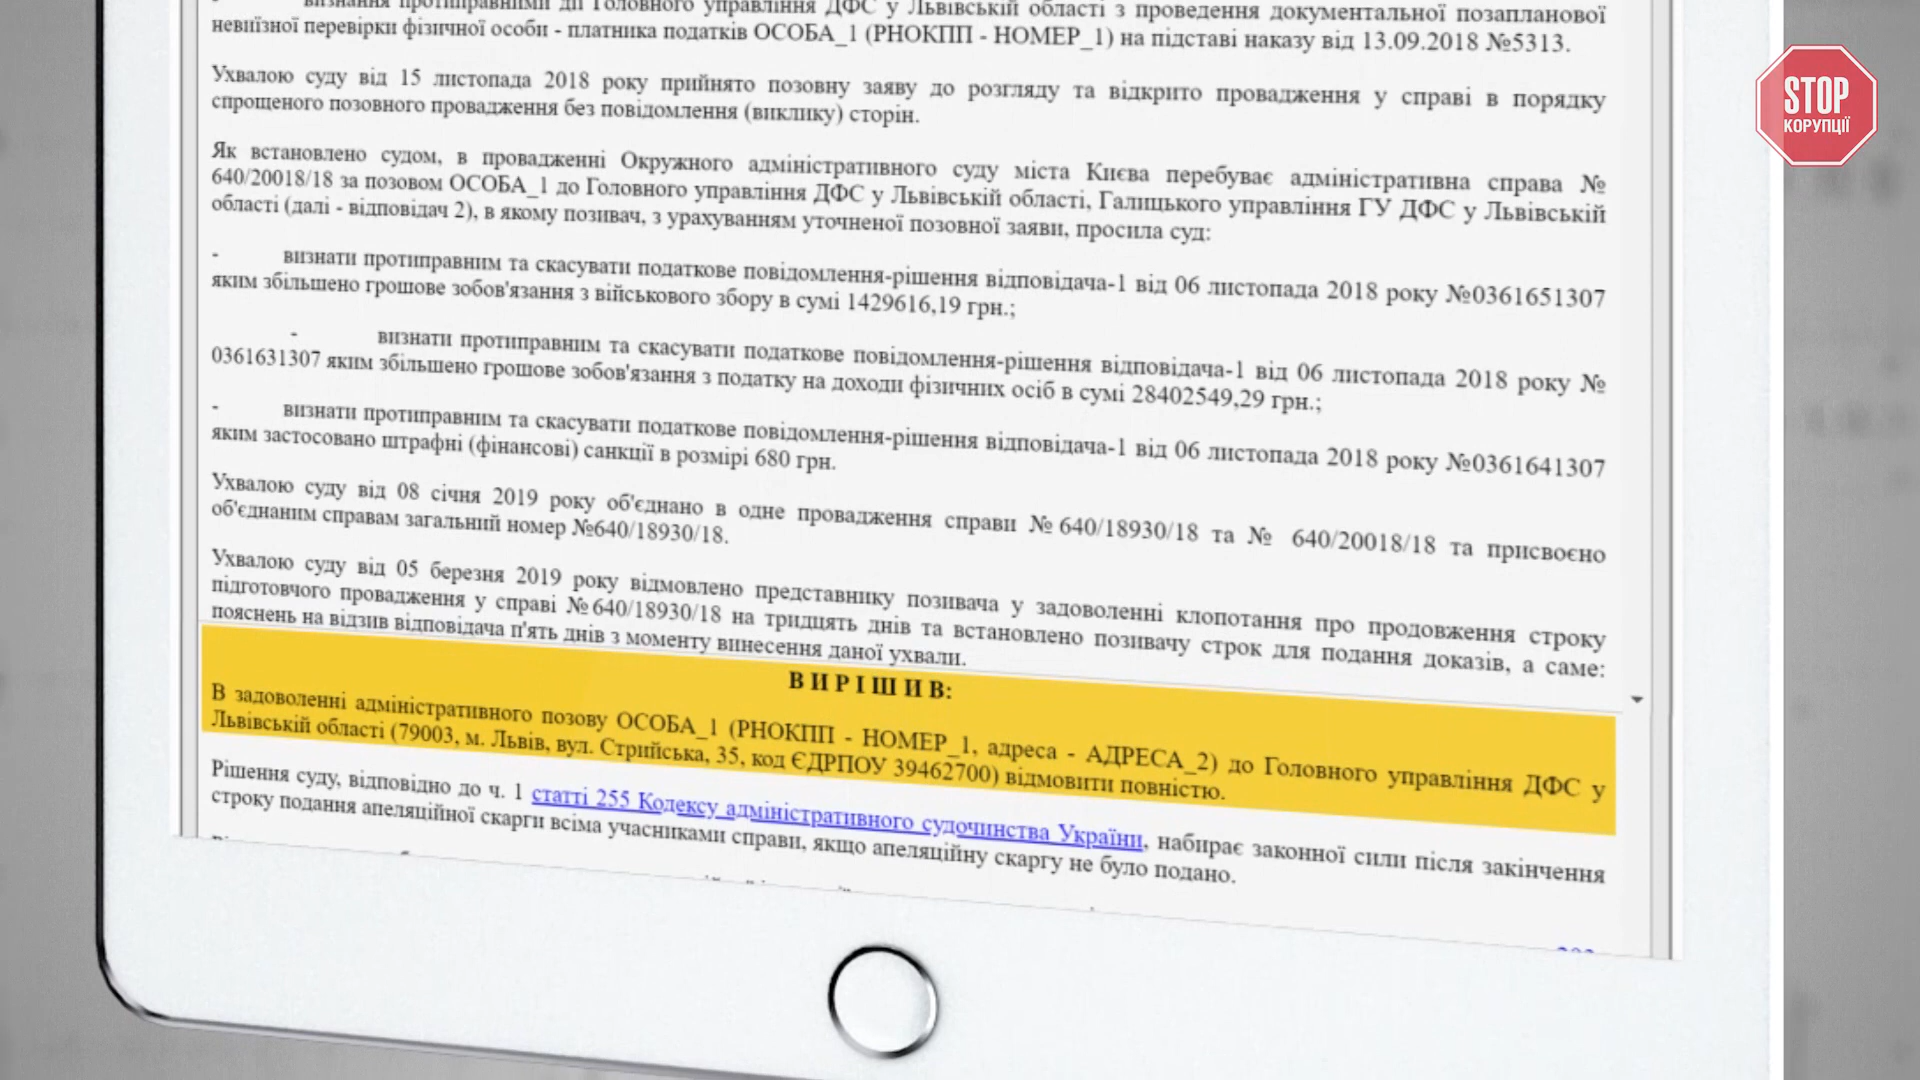 визнання протиправними дії Головного управління ДФС у Львівській області з проведення документальної позапланової
невиїзної перевірки фізичної особи - платника податків ОСОБА_1 (РНОКПП - НОМЕР_1) на підставі наказу від 13.09.2018 №5313.
Ухвалою суду від 15 листопада 2018 року прийнято позовну заяву до розгляду та відкрито провадження у справі в порядку
спрощеного позовного провадження без повідомлення (виклику) сторін.
Як встановлено судом, в провадженні Окружного адміністративного суду міста Києва перебуває адміністративна справа №
640/20018/18 за позовом ОСОБА_1 до Головного управління ДФС у Львівській області, Галицького управління ГУ ДФС у Львівській
області (далі - відповідач 2), в якому позивач, з урахуванням уточненої позовної заяви, просила суд:
- визнати протиправним та скасувати податкове повідомлення-рішення відповідача-1 від 06 листопада 2018 року №0361651307
яким збільшено грошове зобов'язання з військового збору в сумі 1429616,19 грн.;
- визнати протиправним та скасувати податкове повідомлення-рішення відповідача-1 від 06 листопада 2018 року №
0361631307 яким збільшено грошове зобов'язання з податку на доходи фізичних осіб в сумі 28402549,29 грн.;
- визнати протиправним та скасувати податкове повідомлення-рішення відповідача-1 від 06 листопада 2018 року №0361641307
яким застосовано штрафні (фінансові) санкції в розмірі 680 грн.
Ухвалою суду від 08 січня 2019 року об'єднано в одне провадження справи № 640/18930/18 та № 640/20018/18 та присвоєно
об'єднаним справам загальний номер №640/18930/18.
Ухвалою суду від 05 березня 2019 року відмовлено представнику позивача у задоволенні клопотання про продовження строку
підготовчого провадження у справі №640/18930/18 на тридцять днів та встановлено позивачу строк для подання доказів, а саме:
пояснень на відзив відповідача п'ять днів з моменту винесення даної ухвали.
В И Р І Ш И В:
В задоволенні адміністративного позову ОСОБА_1 (РНОКПП - НОМЕР_1, адреса - АДРЕСА_2) до Головного управління ДФС у
Львівській області (79003, м. Львів, вул. Стрийська, 35, код ЄДРПОУ 39462700) відмовити повністю.
Рішення суду, відповідно до ч. 1 статті 255 Кодексу адміністративного судочинства України, набирає законної сили після закінчення
строку подання апеляційної скарги всіма учасниками справи, якщо апеляційну скаргу не було подано.
STOP
КОРУПЦІЇ